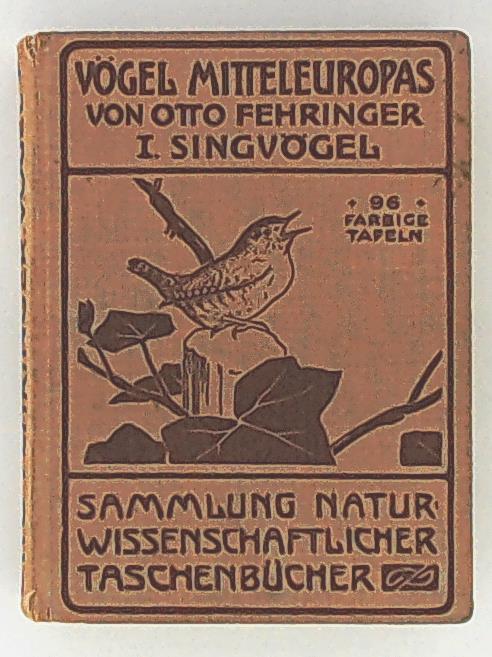 VÖGEL MITTELEUROPAS
VON OTTO FEHRINGER
I. SINGVÖGEL
96
FARBIGE
TAFELN
SAMMLUNG NATUR-
WISSENSCHAFTLICHER
TASCHENBÜCHER